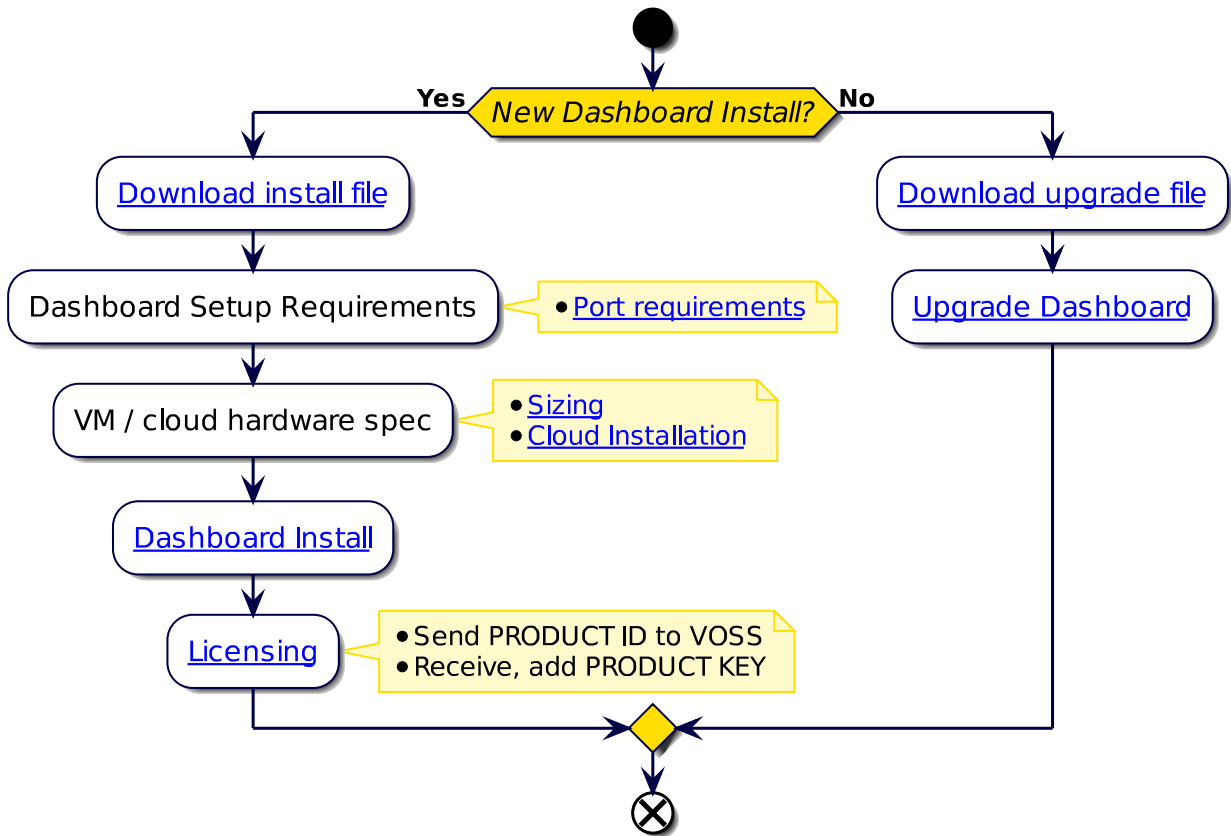 Yes
New Dashboard Install?
No
Download install file
Download upgrade file
Dashboard Setup Requirements
• Port requirements
Upgrade Dashboard
VM / cloud hardware spec
• Sizing
• Cloud Installation
Dashboard Install
Licensing
• Send PRODUCT ID to VOSS
• Receive, add PRODUCT KEY